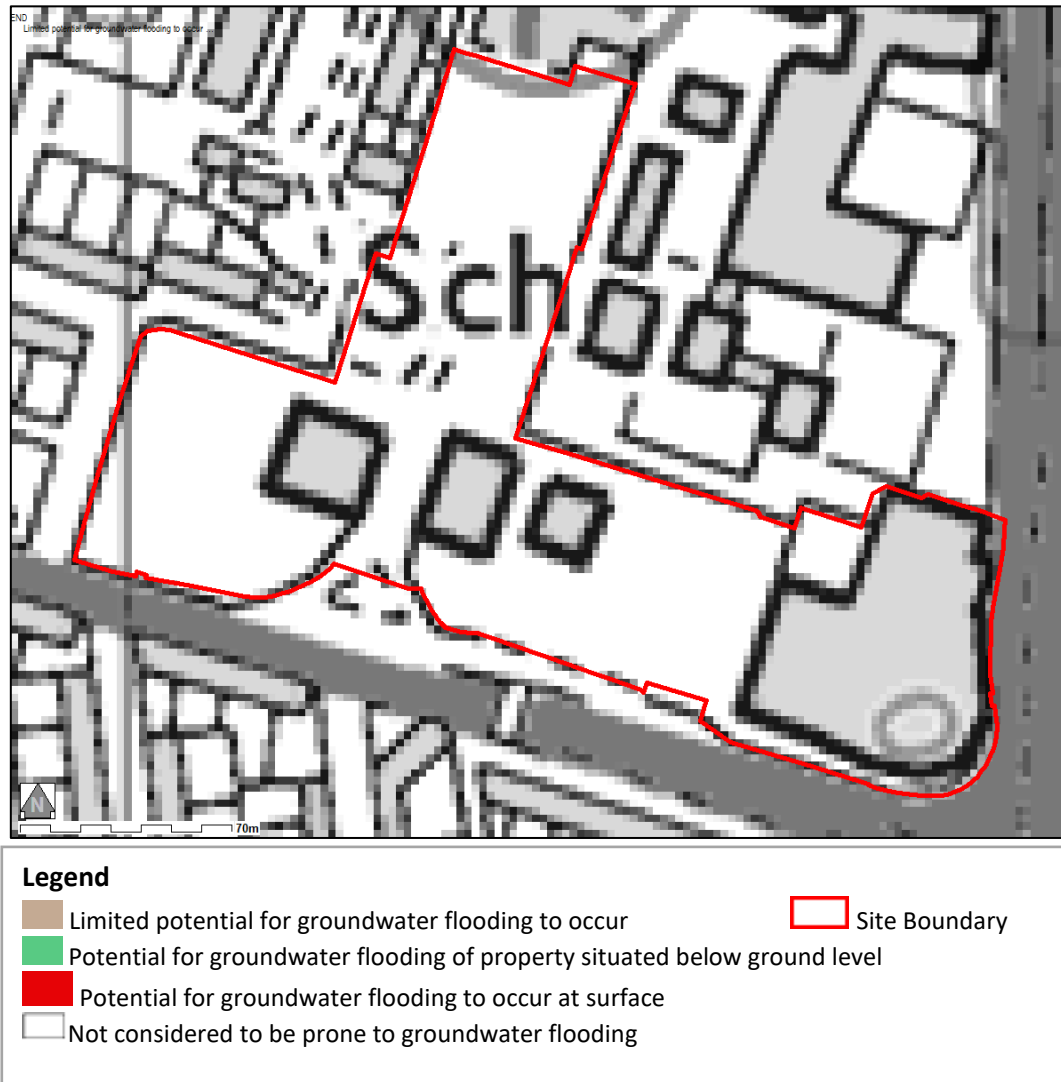 END
Limited potential for groundwater flooding to occur ...
Sch
N
70m
Legend
Limited potential for groundwater flooding to occur
Site Boundary
Potential for groundwater flooding of property situated below ground level
Potential for groundwater flooding to occur at surface
Not considered to be prone to groundwater flooding